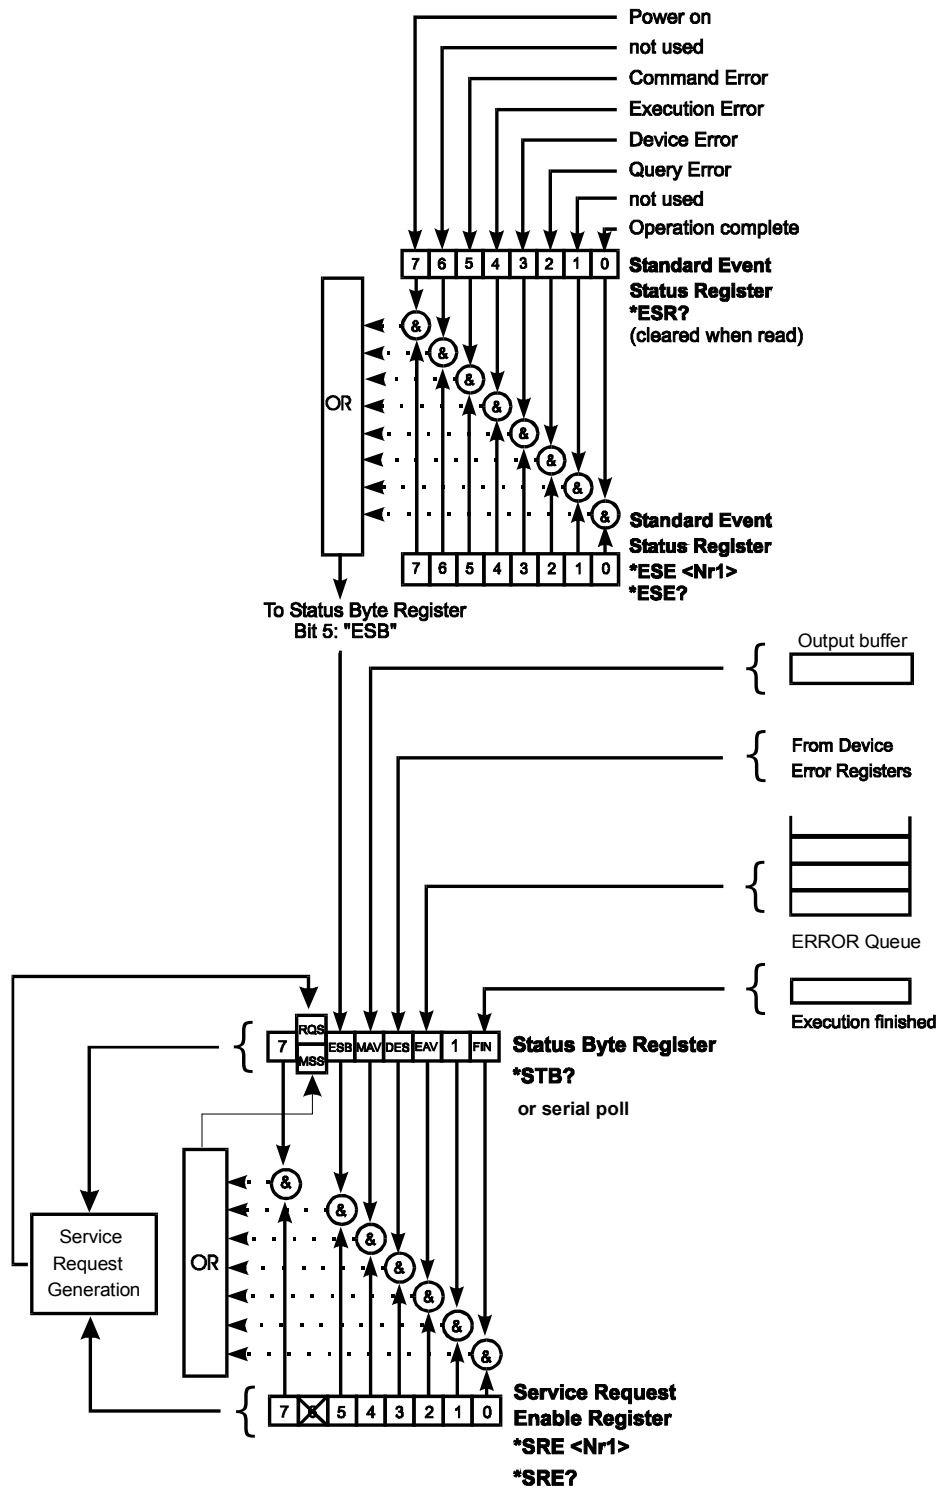 Power on
not used
Command Error
Execution Error
Device Error
Query Error
not used
Operation complete
7 6 5 4 3 2 1 0
Standard Event
Status Register
*ESR?
(cleared when read)
&
&
&
OR
&
&
&
&
&
Standard Event
Status Register
*ESE <Nr1>
*ESE?
7 6 5 4 3 2 1 0
To Status Byte Register
Bit 5: "ESB"
Output buffer
From Device
Error Registers
ERROR Queue
Execution finished
7 RQS MSS ESB MAV DES EAV 1 FIN
Status Byte Register
*STB?
or serial poll
&
&
&
OR
&
&
&
&
Service
Request
Generation
7 6 5 4 3 2 1 0
Service Request
Enable Register
*SRE <Nr1>
*SRE?